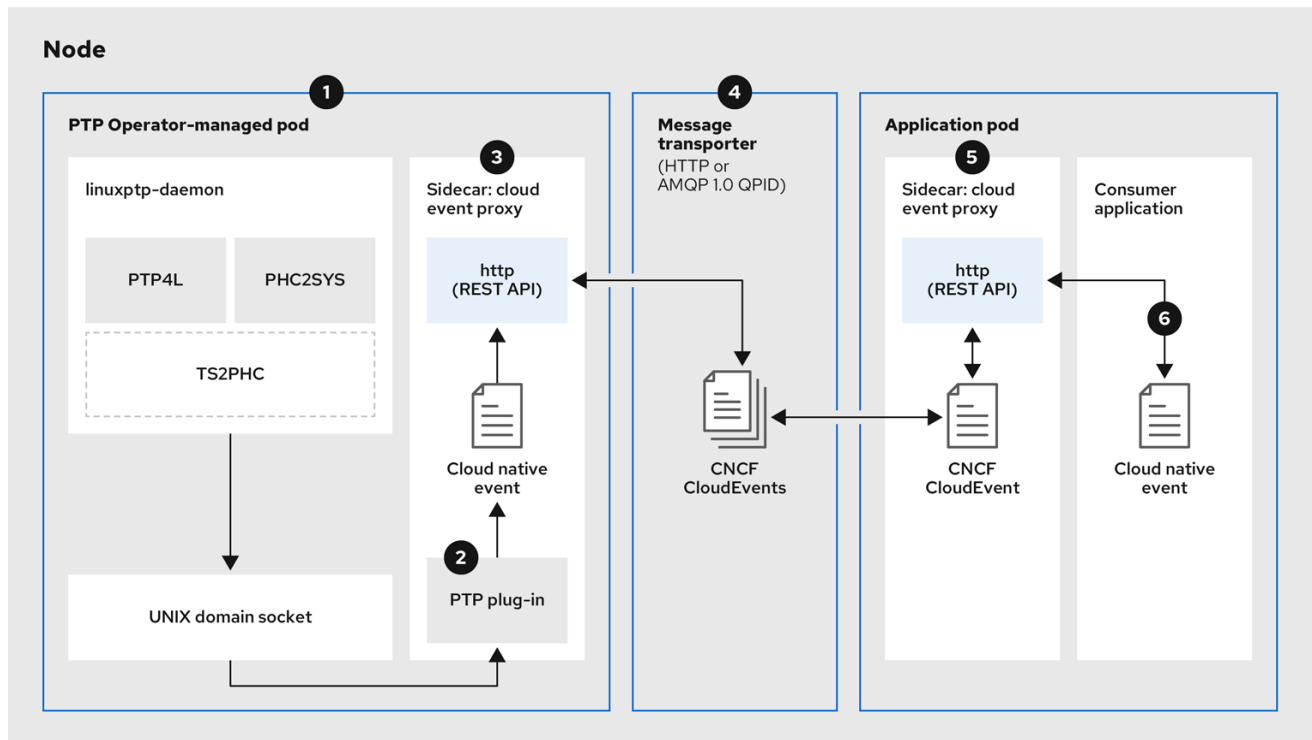 Node
1
PTP Operator-managed pod
linuxptp-daemon
PTP4L
PHC2SYS
TS2PHC
UNIX domain socket
3
Sidecar: cloud
event proxy
http
(REST API)
Cloud native
event
2
PTP plug-in
4
Message
transporter
(HTTP or
AMQP 1.0 QPID)
CNCF
CloudEvents
Application pod
5
Sidecar: cloud
event proxy
http
(REST API)
CNCF
CloudEvent
Consumer
application
6
Cloud native
event